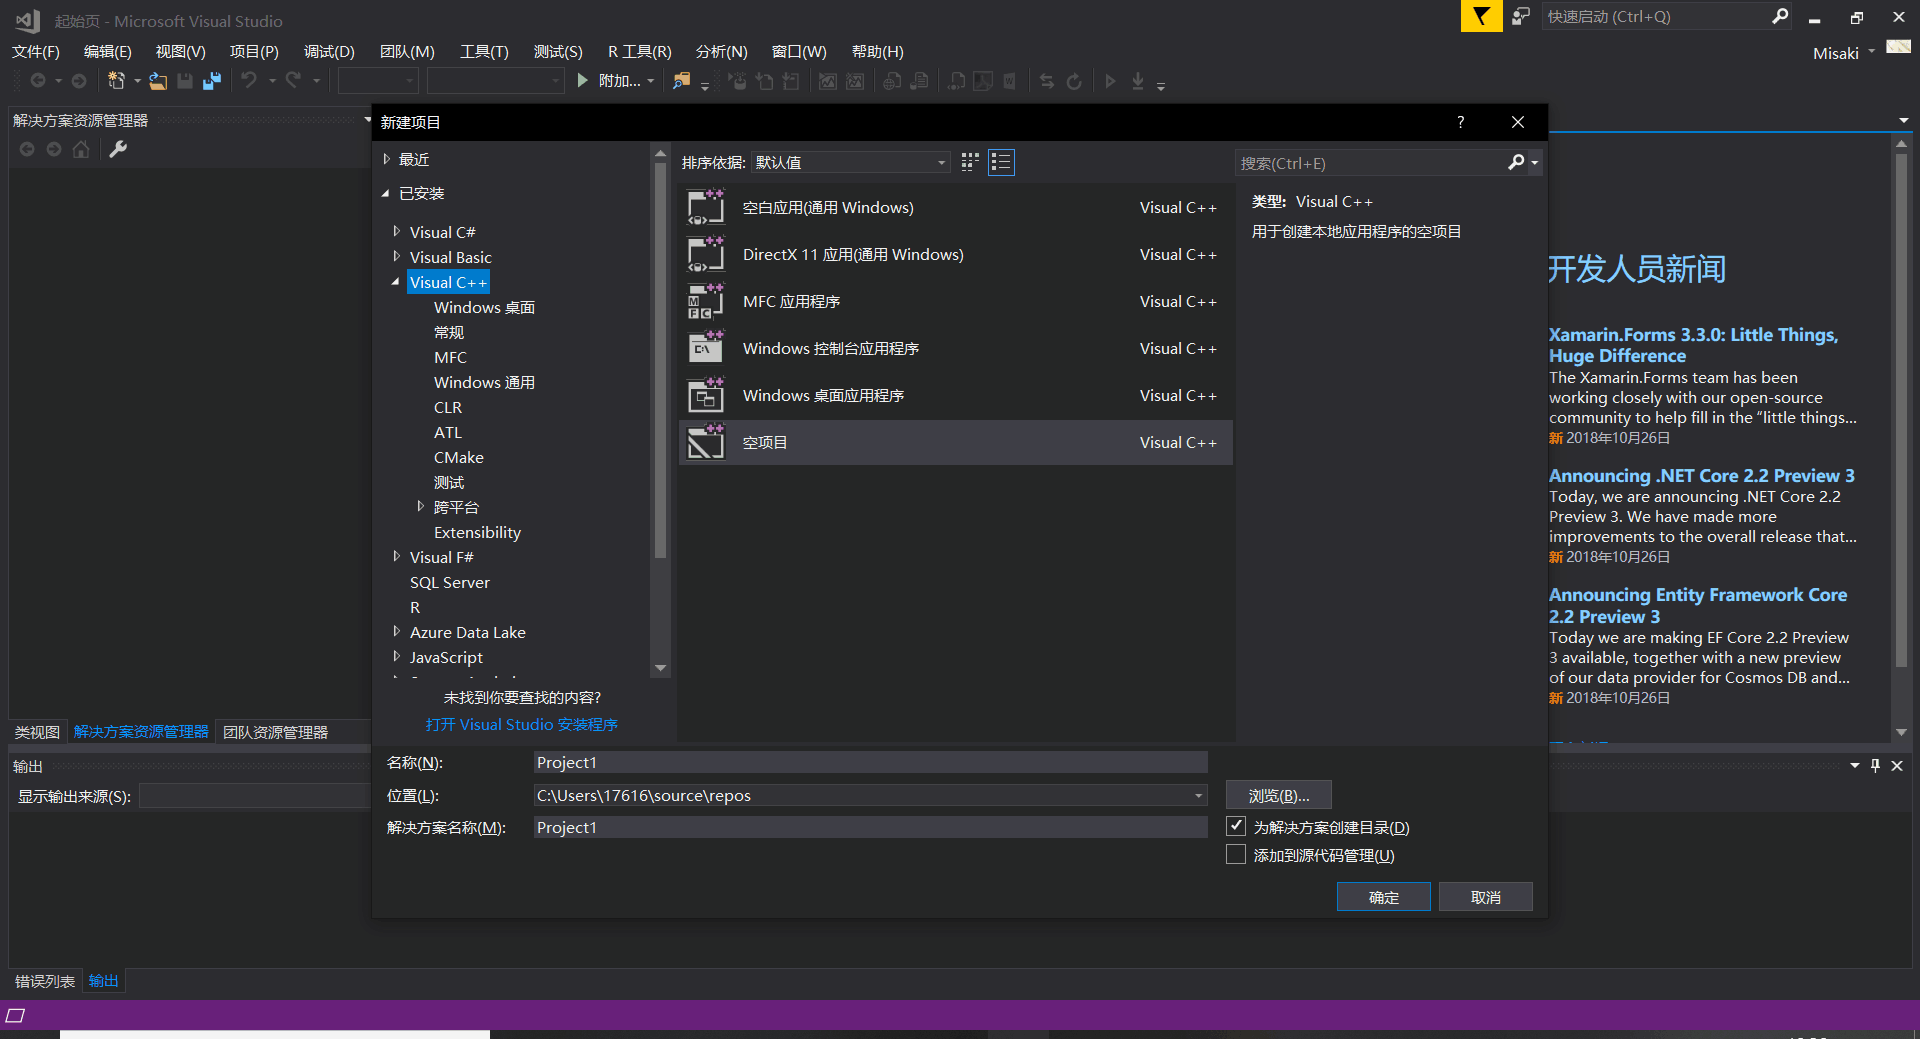 起始页 - Microsoft Visual Studio
快速启动 (Ctrl+Q)
文件(F) 编辑(E) 视图(V) 项目(P) 调试(D) 团队(M) 工具(T) 测试(S) R 工具(R) 分析(N) 窗口(W) 帮助(H)
Misaki
附加...
解决方案资源管理器
新建项目
?
最近
已安装
Visual C#
Visual Basic
Visual C++
Windows 桌面
常规
MFC
Windows 通用
CLR
ATL
CMake
测试
跨平台
Extensibility
Visual F#
SQL Server
R
Azure Data Lake
JavaScript
未找到你要查找的内容?
打开 Visual Studio 安装程序
排序依据: 默认值
搜索(Ctrl+E)
空白应用(通用 Windows) Visual C++
DirectX 11 应用(通用 Windows) Visual C++
MFC 应用程序 Visual C++
Windows 控制台应用程序 Visual C++
Windows 桌面应用程序 Visual C++
空项目 Visual C++
类型: Visual C++
用于创建本地应用程序的空项目
名称(N): Project1
位置(L): C:\Users\17616\source\repos
浏览(B)...
解决方案名称(M): Project1
为解决方案创建目录(D)
添加到源代码管理(U)
确定 取消
开发人员新闻
Xamarin.Forms 3.3.0: Little Things,
Huge Difference
The Xamarin.Forms team has been
working closely with our open-source
community to help fill in the “little things...
新 2018年10月26日
Announcing .NET Core 2.2 Preview 3
Today, we are announcing .NET Core 2.2
Preview 3. We have made more
improvements to the overall release that...
新 2018年10月26日
Announcing Entity Framework Core
2.2 Preview 3
Today we are making EF Core 2.2 Preview
3 available, together with a new preview
of our data provider for Cosmos DB and...
新 2018年10月26日
类视图 解决方案资源管理器 团队资源管理器
输出
显示输出来源(S):
错误列表 输出